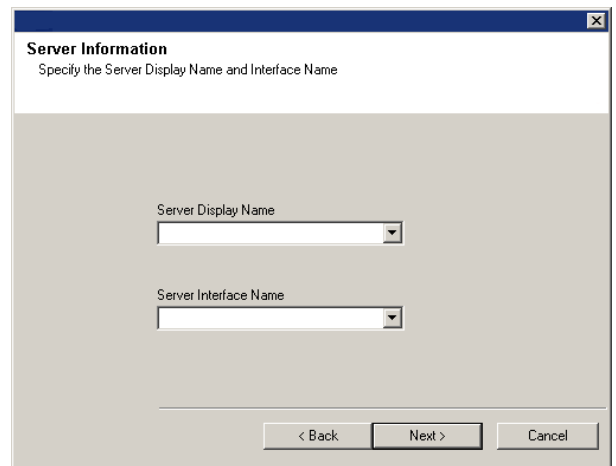 Server Information
Specify the Server Display Name and Interface Name
Server Display Name
Server Interface Name
< Back
Next >
Cancel